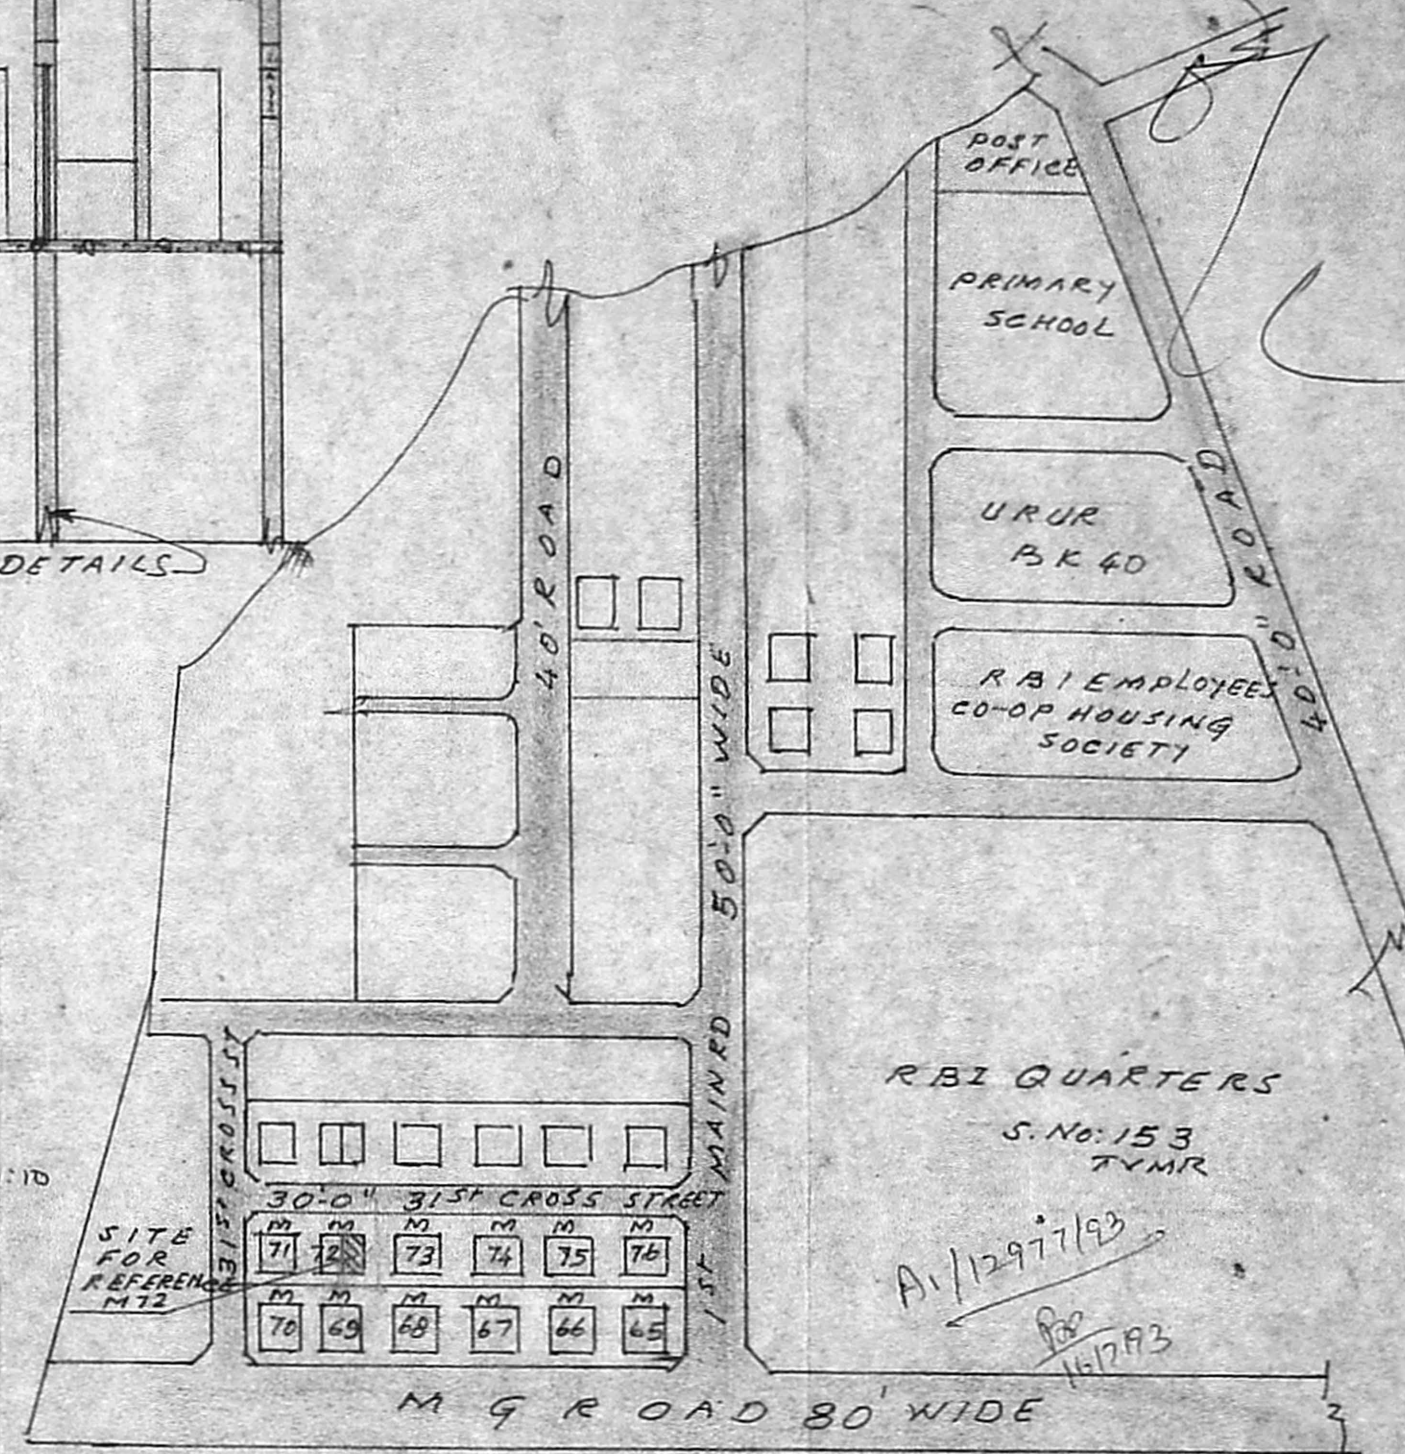 POST
OFFICE
PRIMARY
SCHOOL
URUR
BK 40
40'-0" ROAD
RBI EMPLOYEES
CO-OP HOUSING
SOCIETY
DETAILS
40' ROAD
1ST MAIN RD 50'-0" WIDE
RBI QUARTERS
S.No: 153
TVMR
:10
31ST CROSS ST
30'-0" 31ST CROSS STREET
SITE
FOR
REFERENCE
M72
M M M M M M
71 72 73 74 75 76
M M M M M M
70 69 68 67 66 65
A1/12977/93
M G ROAD 80' WIDE